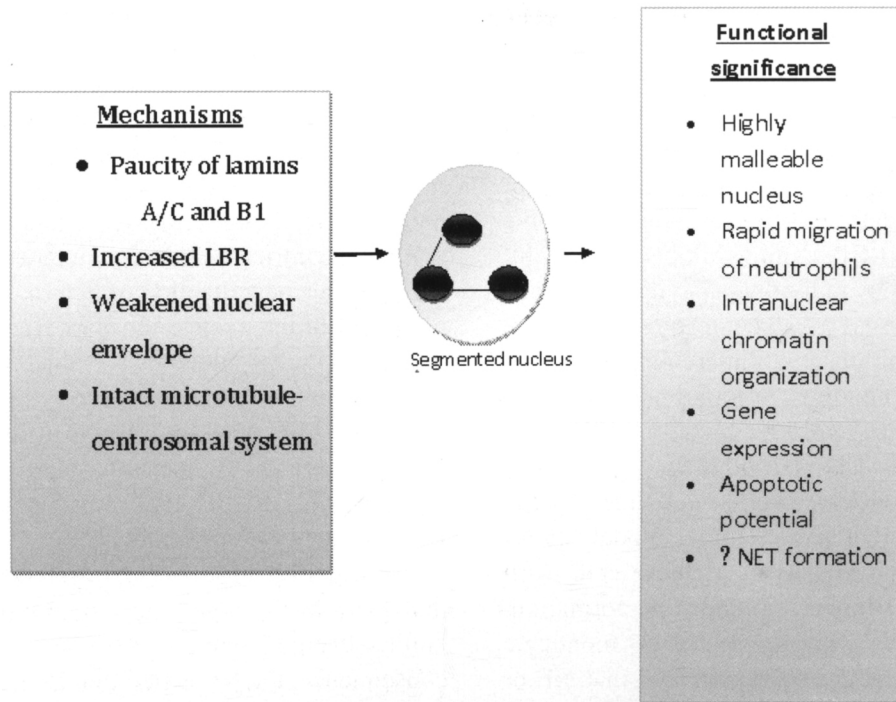 Mechanisms
• Paucity of lamins
A/C and B1
• Increased LBR
• Weakened nuclear
envelope
• Intact microtubule-
centrosomal system
Segmented nucleus
Functional
significance
• Highly
malleable
nucleus
• Rapid migration
of neutrophils
• Intranuclear
chromatin
organization
• Gene
expression
• Apoptotic
potential
• ? NET formation